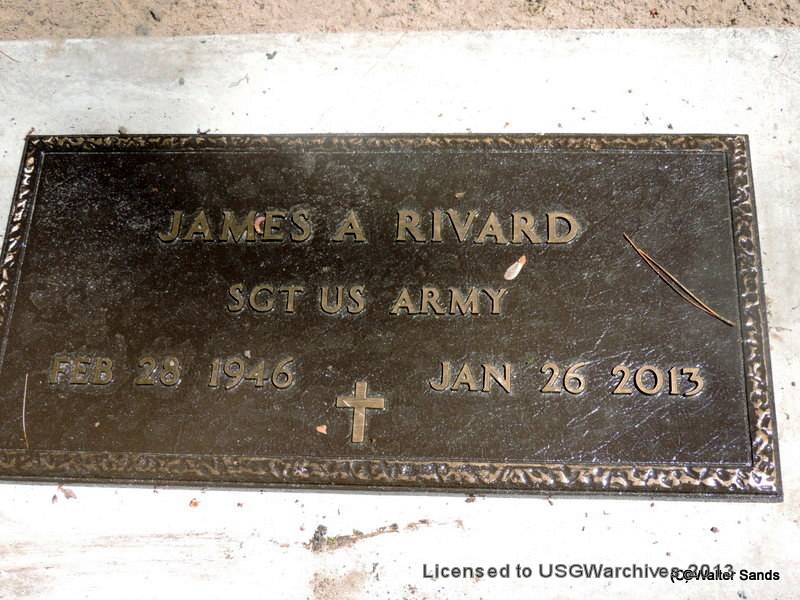 JAMES A RIVARD
SGT US ARMY
FEB 28 1946 JAN 26 2013
Licensed to USGWarchives 2013
(C) Walter Sands